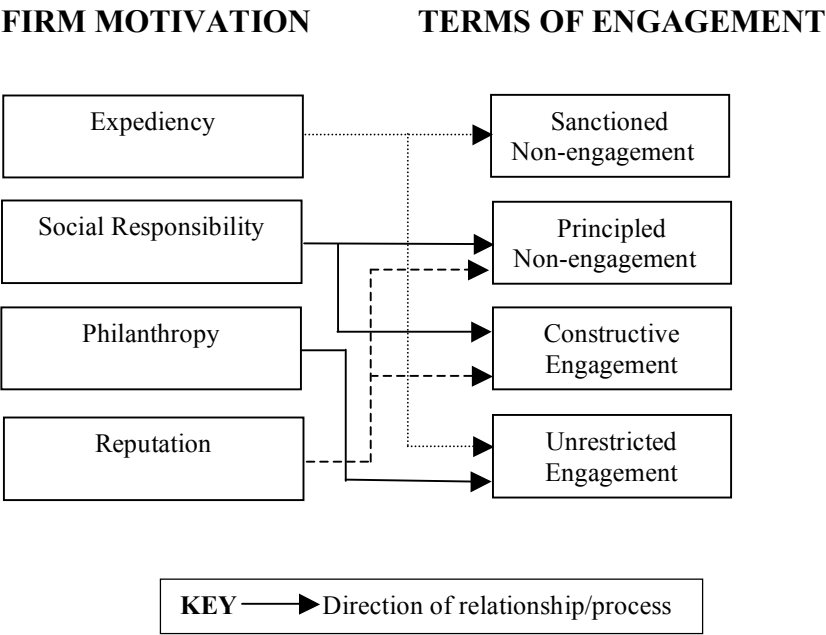 FIRM MOTIVATION
TERMS OF ENGAGEMENT
Expediency
Sanctioned
Non-engagement
Social Responsibility
Principled
Non-engagement
Philanthropy
Constructive
Engagement
Reputation
Unrestricted
Engagement
KEY Direction of relationship/process